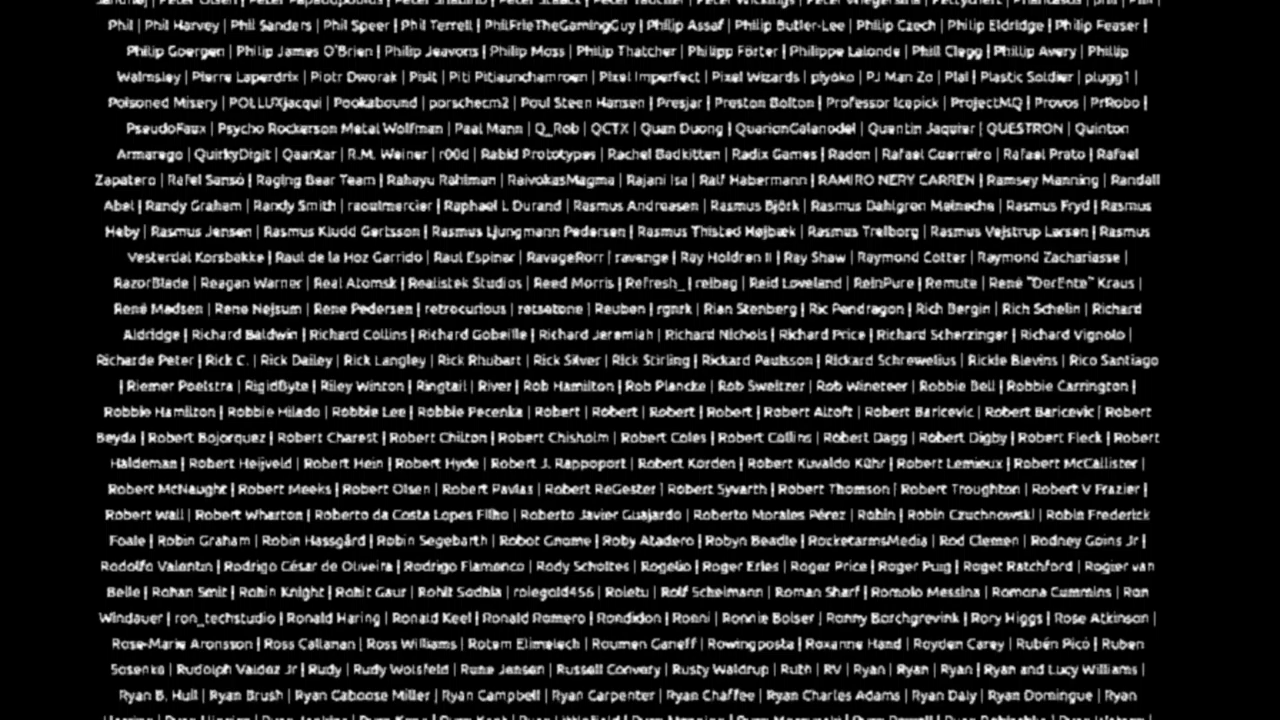 Phil | Phil Harvey | Phil Sanders | Phil Speer | Phil Terrell | PhilFrieTheGamingGuy | Philip Assaf | Philip Butler-Lee | Philip Czech | Philip Eldridge | Philip Feaser |
Philip Goergen | Philip James O'Brien | Philip Jeavons | Philip Moss | Philip Thatcher | Philipp Förter | Philippe Lalonde | Phill Clegg | Phillip Avery | Phillip
Walmsley | Pierre Laperdrix | Piotr Dworak | Pisit | Piti Pitiaunchamroen | Pixel Imperfect | Pixel Wizards | piyoko | PJ Man Zo | Plal | Plastic Soldier | plugg1 |
Poisoned Misery | POLLUXjacqui | Pookabound | porschecm2 | Poul Steen Hansen | Presjar | Preston Bolton | Professor Icepick | ProjectMQ | Provos | PrRobo |
PseudoFaux | Psycho Rockerson Metal Wolfman | Paal Mann | Q_Rob | QCTX | Quan Duong | QuarionGalanodel | Quentin Jaquier | QUESTRON | Quinton
Armarego | QuirkyDigit | Qaantar | R.M. Weiner | r00d | Rabid Prototypes | Rachel Badkitten | Radix Games | Radon | Rafael Guerreiro | Rafael Prato | Rafael
Zapatero | Rafel Sansó | Raging Bear Team | Rahayu Rahiman | RaivokasMagma | Rajani Isa | Ralf Habermann | RAMIRO NERY CARREN | Ramsey Manning | Randall
Abel | Randy Graham | Randy Smith | raoulmercier | Raphael L Durand | Rasmus Andreasen | Rasmus Björk | Rasmus Dahlgren Meineche | Rasmus Fryd | Rasmus
Heby | Rasmus Jensen | Rasmus Kludd Gertsson | Rasmus Ljungmann Pedersen | Rasmus Thisted Højbæk | Rasmus Trelborg | Rasmus Vejstrup Larsen | Rasmus
Vesterdal Korsbakke | Raul de la Hoz Garrido | Raul Espinar | RavageRorr | ravenge | Ray Holdren II | Ray Shaw | Raymond Cotter | Raymond Zachariasse |
RazorBlade | Reagan Warner | Real Atomsk | Realistek Studios | Reed Morris | Refresh_ | reibag | Reid Loveland | ReInPure | Remute | René "DerEnte" Kraus |
René Madsen | Rene Nejsum | Rene Pedersen | retrocurious | retsetone | Reuben | rgnrk | Rian Stenberg | Ric Pendragon | Rich Bergin | Rich Schelin | Richard
Aldridge | Richard Baldwin | Richard Collins | Richard Gobeille | Richard Jeremiah | Richard Nichols | Richard Price | Richard Scherzinger | Richard Vignolo |
Richarde Peter | Rick C. | Rick Dailey | Rick Langley | Rick Rhubart | Rick Silver | Rick Stirling | Rickard Paulsson | Rickard Schrewelius | Rickie Blevins | Rico Santiago
| Riemer Poelstra | RigidByte | Riley Winton | Ringtail | River | Rob Hamilton | Rob Plancke | Rob Sweitzer | Rob Wineteer | Robbie Bell | Robbie Carrington |
Robbie Hamilton | Robbie Hilado | Robbie Lee | Robbie Pecenka | Robert | Robert | Robert | Robert | Robert Altoft | Robert Baricevic | Robert Baricevic | Robert
Beyda | Robert Bojorquez | Robert Charest | Robert Chilton | Robert Chisholm | Robert Coles | Robert Collins | Robert Dagg | Robert Digby | Robert Fleck | Robert
Haldeman | Robert Heijveld | Robert Hein | Robert Hyde | Robert J. Rappoport | Robert Korden | Robert Kuvaldo Kühr | Robert Lemieux | Robert McCallister |
Robert McNaught | Robert Meeks | Robert Olsen | Robert Pavlas | Robert ReGester | Robert Syvarth | Robert Thomson | Robert Troughton | Robert V Frazier |
Robert Wall | Robert Wharton | Roberto da Costa Lopes Filho | Roberto Javier Guajardo | Roberto Morales Pérez | Robin | Robin Czuchnowski | Robin Frederick
Foale | Robin Graham | Robin Hassgård | Robin Segebarth | Robot Gnome | Roby Atadero | Robyn Beadle | RocketarmsMedia | Rod Clemen | Rodney Goins Jr |
Rodolfo Valentin | Rodrigo César de Oliveira | Rodrigo Flamenco | Rody Scholtes | Rogelio | Roger Erles | Roger Price | Roger Puig | Roget Ratchford | Rogier van
Belle | Rohan Smit | Rohin Knight | Rohit Gaur | Rohit Sodhia | rolegold456 | Roletu | Rolf Scheimann | Roman Sharf | Romolo Messina | Romona Cummins | Ron
Windauer | ron_techstudio | Ronald Haring | Ronald Keel | Ronald Romero | Rondidon | Ronni | Ronnie Bolser | Ronny Borchgrevink | Rory Higgs | Rose Atkinson |
Rose-Marie Aronsson | Ross Callanan | Ross Williams | Rotem Elimelech | Roumen Ganeff | Rowingposta | Roxanne Hand | Royden Carey | Rubén Picó | Ruben
Sosenko | Rudolph Valdez Jr | Rudy | Rudy Wolsfeld | Rune Jensen | Russell Convery | Rusty Waldrup | Ruth | RV | Ryan | Ryan | Ryan | Ryan and Lucy Williams |
Ryan B. Hull | Ryan Brush | Ryan Caboose Miller | Ryan Campbell | Ryan Carpenter | Ryan Chaffee | Ryan Charles Adams | Ryan Daly | Ryan Domingue | Ryan